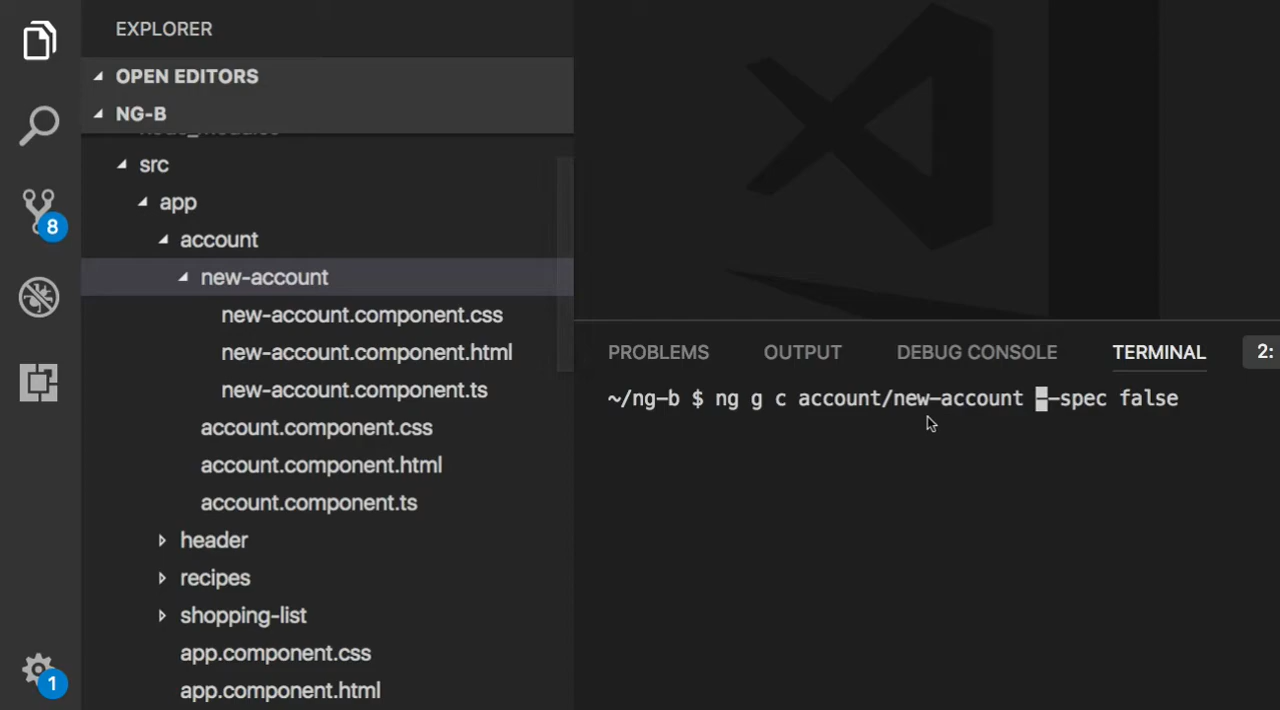 EXPLORER
OPEN EDITORS
NG-B
src
app
account
new-account
new-account.component.css
new-account.component.html
new-account.component.ts
account.component.css
account.component.html
account.component.ts
header
recipes
shopping-list
app.component.css
app.component.html
8
1
PROBLEMS OUTPUT DEBUG CONSOLE TERMINAL 2:
~/ng-b $ ng g c account/new-account --spec false